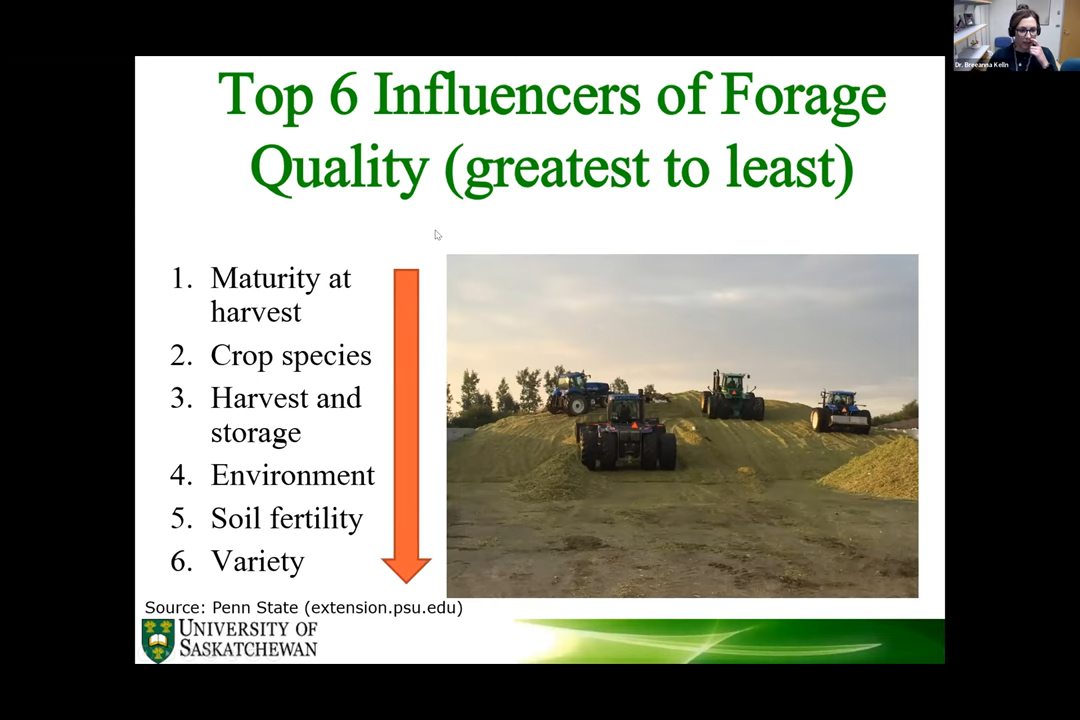 Top 6 Influencers of Forage
Quality (greatest to least)
1. Maturity at
harvest
2. Crop species
3. Harvest and
storage
4. Environment
5. Soil fertility
6. Variety
Source: Penn State (extension.psu.edu)
UNIVERSITY OF
SASKATCHEWAN
Dr. Breeanna Kelln